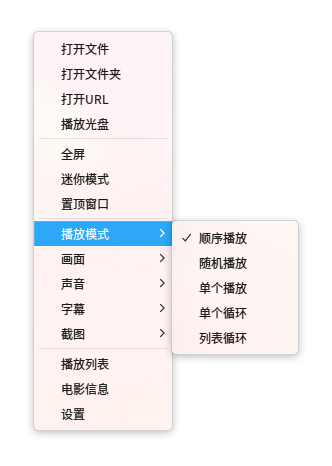 打开文件
打开文件夹
打开URL
播放光盘
全屏
迷你模式
置顶窗口
播放模式
画面
声音
字幕
截图
播放列表
电影信息
设置
顺序播放
随机播放
单个播放
单个循环
列表循环